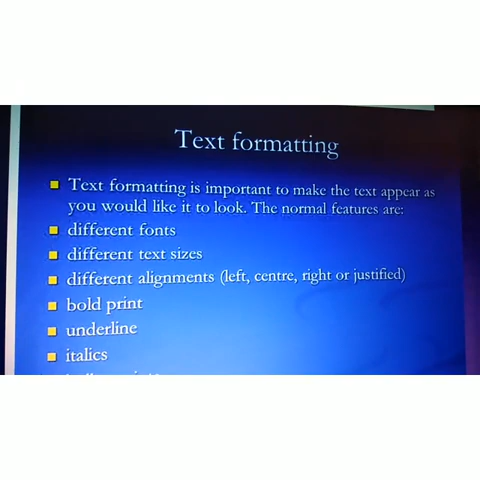 Text formatting
Text formatting is important to make the text appear as
you would like it to look. The normal features are:
different fonts
different text sizes
different alignments (left, centre, right or justified)
bold print
underline
italics